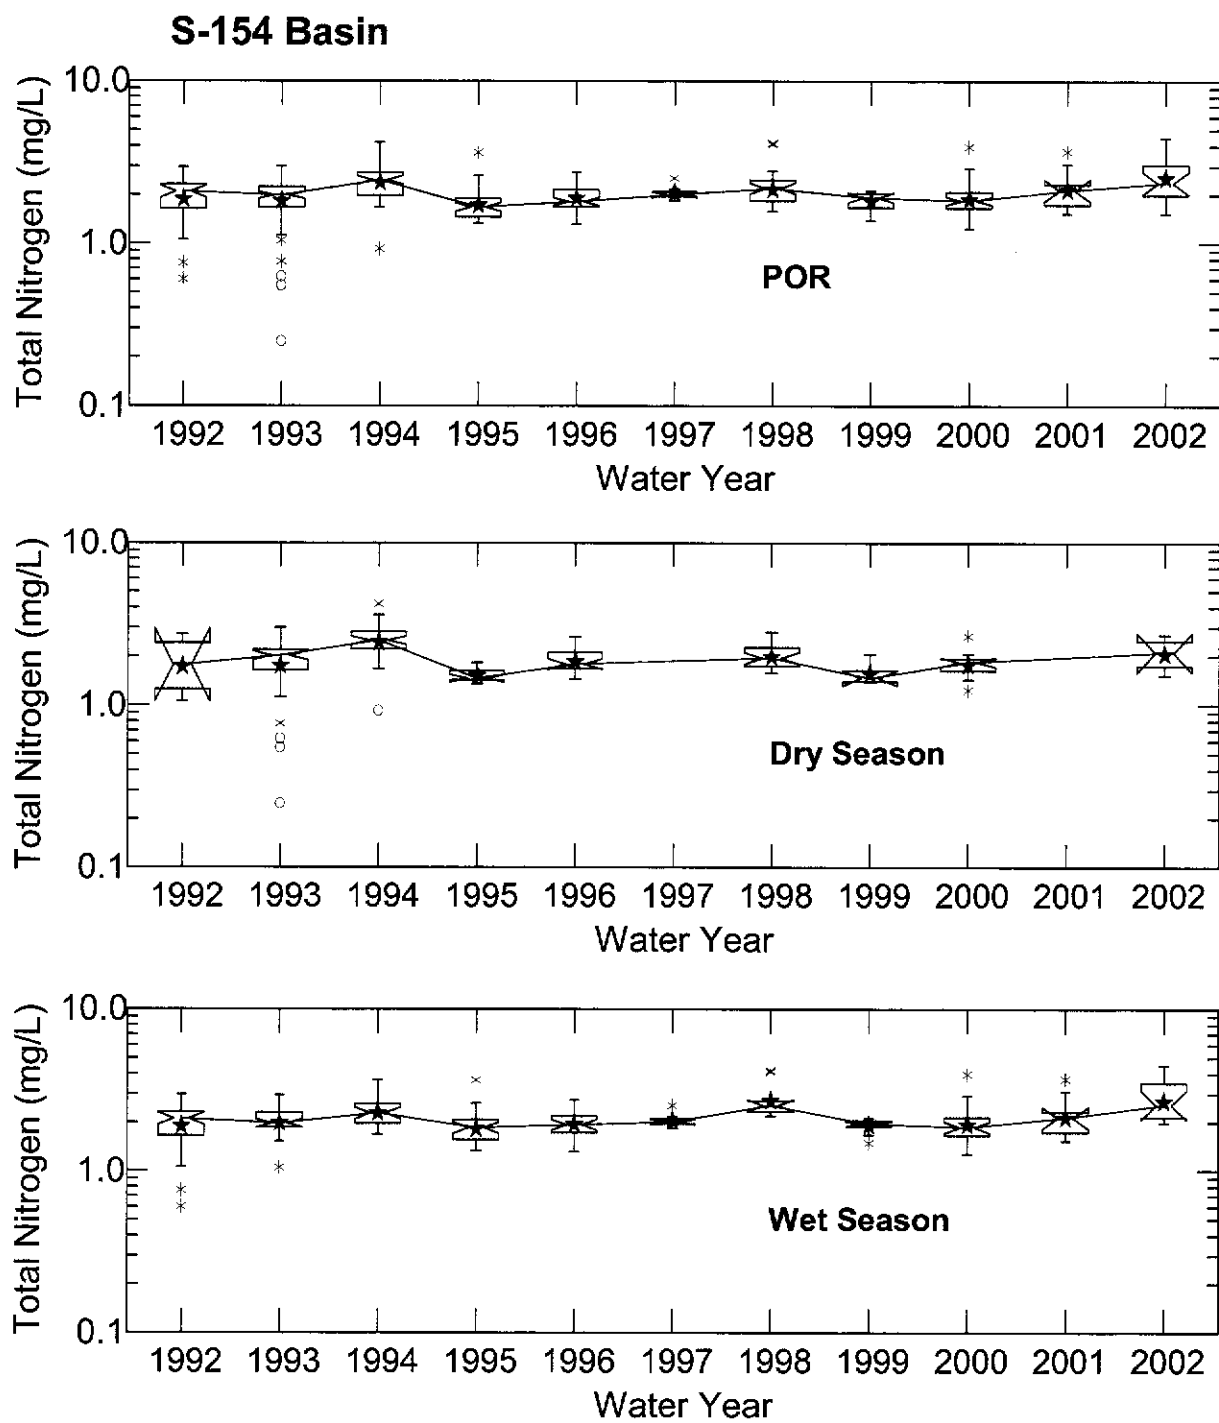 S-154 Basin
Total Nitrogen (mg/L)
10.0
1.0
0.1
POR
1992 1993 1994 1995 1996 1997 1998 1999 2000 2001 2002
Water Year
Total Nitrogen (mg/L)
10.0
1.0
0.1
Dry Season
1992 1993 1994 1995 1996 1997 1998 1999 2000 2001 2002
Water Year
Total Nitrogen (mg/L)
10.0
1.0
0.1
Wet Season
1992 1993 1994 1995 1996 1997 1998 1999 2000 2001 2002
Water Year